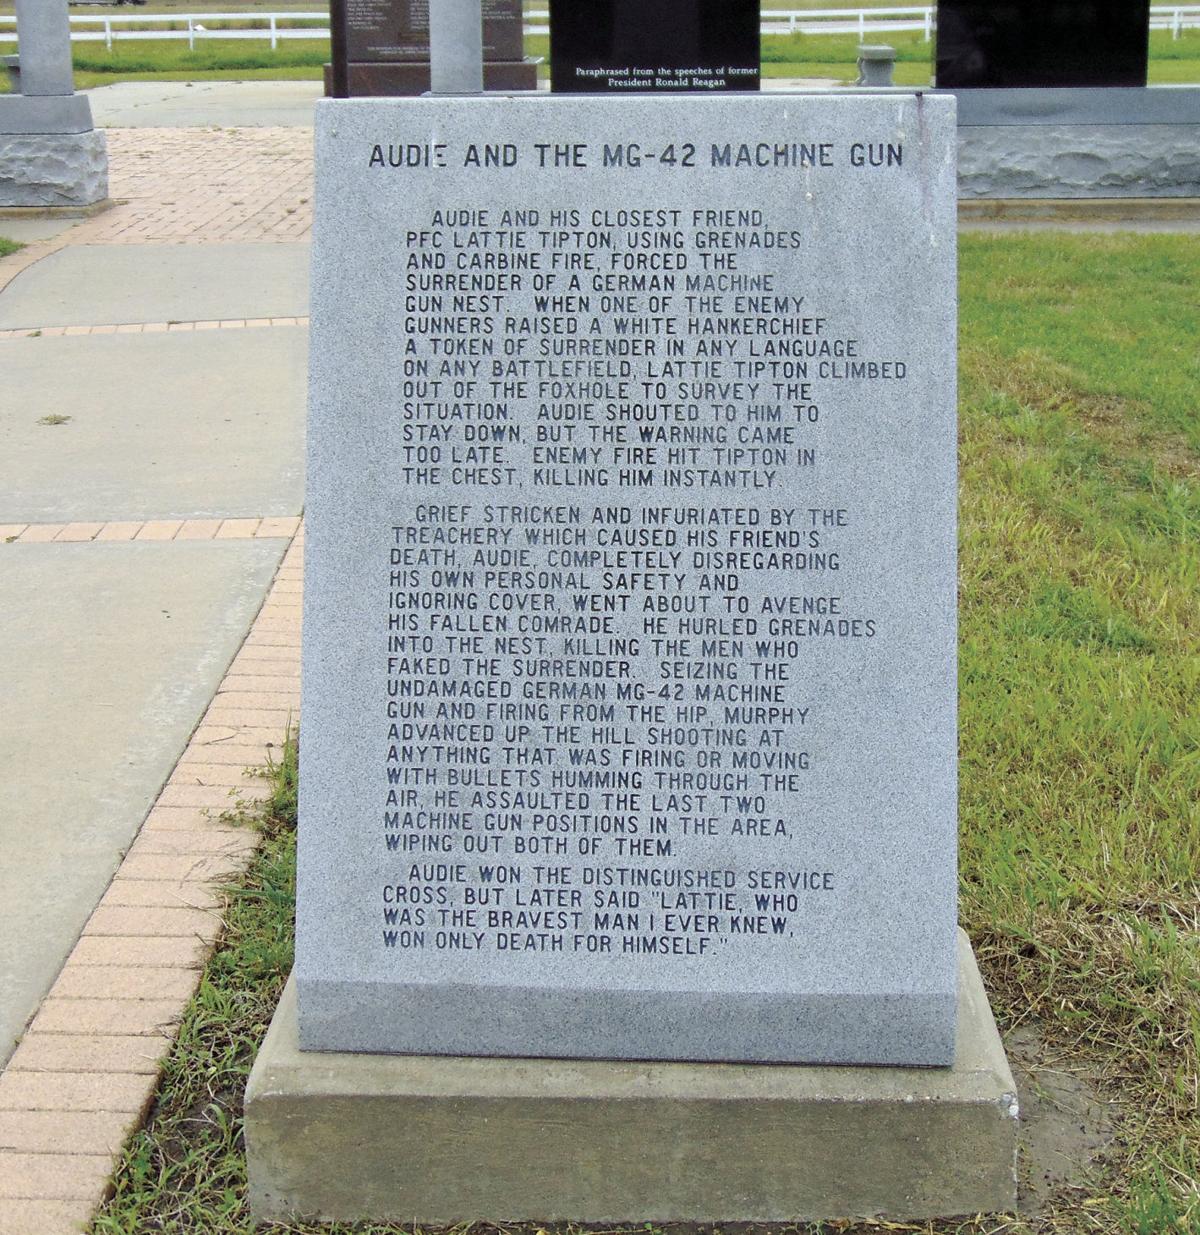 Paraphrased from the speeches of former
President Ronald Reagan
AUDIE AND THE MG-42 MACHINE GUN
AUDIE AND HIS CLOSEST FRIEND,
PFC LATTIE TIPTON, USING GRENADES
AND CARBINE FIRE, FORCED THE
SURRENDER OF A GERMAN MACHINE
GUN NEST. WHEN ONE OF THE ENEMY
GUNNERS RAISED A WHITE HANKERCHIEF
A TOKEN OF SURRENDER IN ANY LANGUAGE
ON ANY BATTLEFIELD, LATTIE TIPTON CLIMBED
OUT OF THE FOXHOLE TO SURVEY THE
SITUATION. AUDIE SHOUTED TO HIM TO
STAY DOWN, BUT THE WARNING CAME
TOO LATE. ENEMY FIRE HIT TIPTON IN
THE CHEST, KILLING HIM INSTANTLY.
GRIEF STRICKEN AND INFURIATED BY THE
TREACHERY WHICH CAUSED HIS FRIEND'S
DEATH, AUDIE, COMPLETELY DISREGARDING
HIS OWN PERSONAL SAFETY AND
IGNORING COVER, WENT ABOUT TO AVENGE
HIS FALLEN COMRADE. HE HURLED GRENADES
INTO THE NEST, KILLING THE MEN WHO
FAKED THE SURRENDER. SEIZING THE
UNDAMAGED GERMAN MG-42 MACHINE
GUN AND FIRING FROM THE HIP, MURPHY
ADVANCED UP THE HILL SHOOTING AT
ANYTHING THAT WAS FIRING OR MOVING
WITH BULLETS HUMMING THROUGH THE
AIR, HE ASSAULTED THE LAST TWO
MACHINE GUN POSITIONS IN THE AREA,
WIPING OUT BOTH OF THEM.
AUDIE WON THE DISTINGUISHED SERVICE
CROSS, BUT LATER SAID "LATTIE, WHO
WAS THE BRAVEST MAN I EVER KNEW,
WON ONLY DEATH FOR HIMSELF."